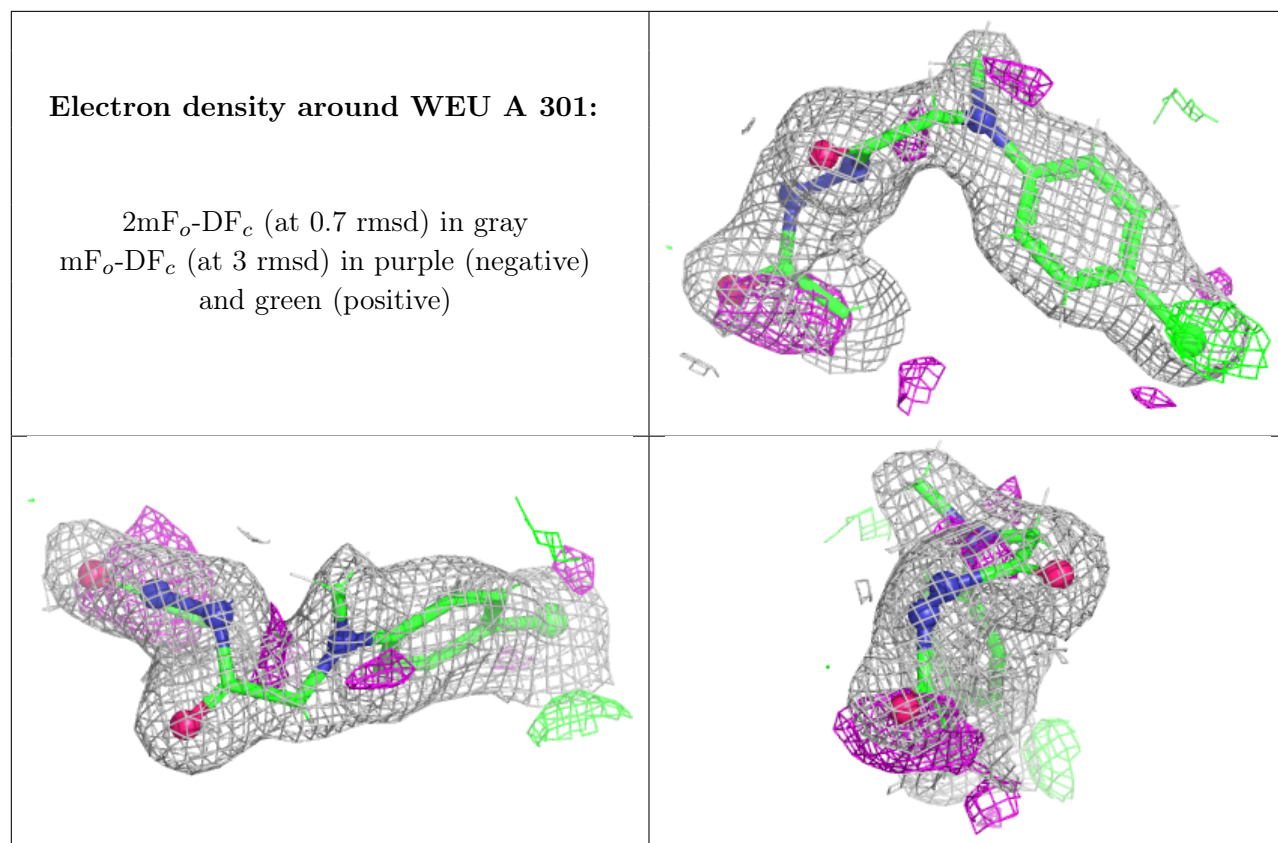 Electron density around WEU A 301:
2mFo-DFc (at 0.7 rmsd) in gray
mFo-DFc (at 3 rmsd) in purple (negative)
and green (positive)